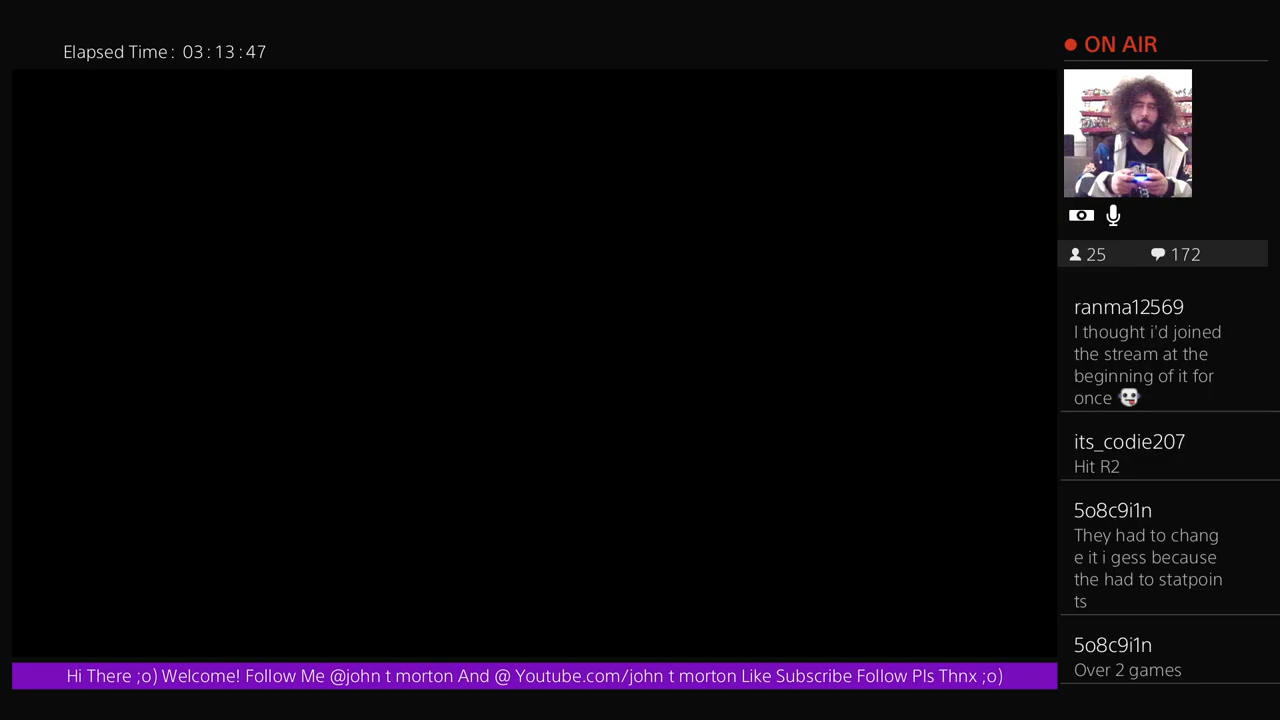 Elapsed Time: 03:13:47
ON AIR
25 172
ranma12569
I thought i'd joined
the stream at the
beginning of it for
once
its_codie207
Hit R2
5o8c9i1n
They had to chang
e it i gess because
the had to statpoin
ts
5o8c9i1n
Over 2 games
Hi There ;o) Welcome! Follow Me @john t morton And @ Youtube.com/john t morton Like Subscribe Follow Pls Thnx ;o)